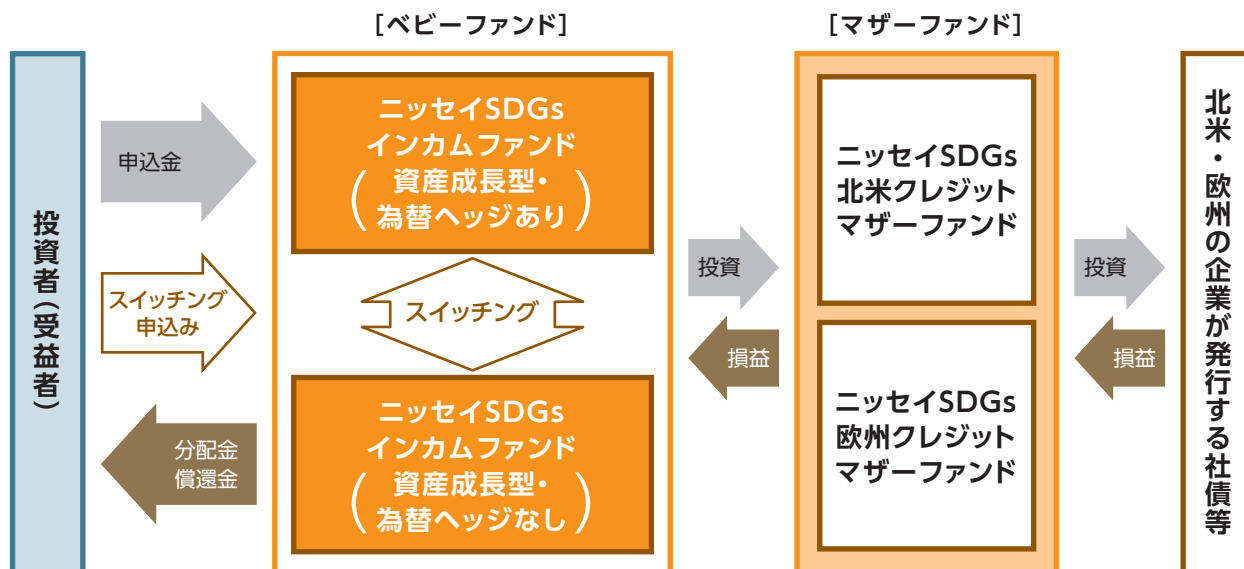 [ベビーファンド]
[マザーファンド]
投資者(受益者)
申込金
スイッチング
申込み
分配金
償還金
ニッセイSDGs
インカムファンド
(資産成長型・
為替ヘッジあり)
スイッチング
ニッセイSDGs
インカムファンド
(資産成長型・
為替ヘッジなし)
投資
損益
ニッセイSDGs
北米クレジット
マザーファンド
ニッセイSDGs
欧州クレジット
マザーファンド
投資
損益
北米・欧州の企業が発行する社債等